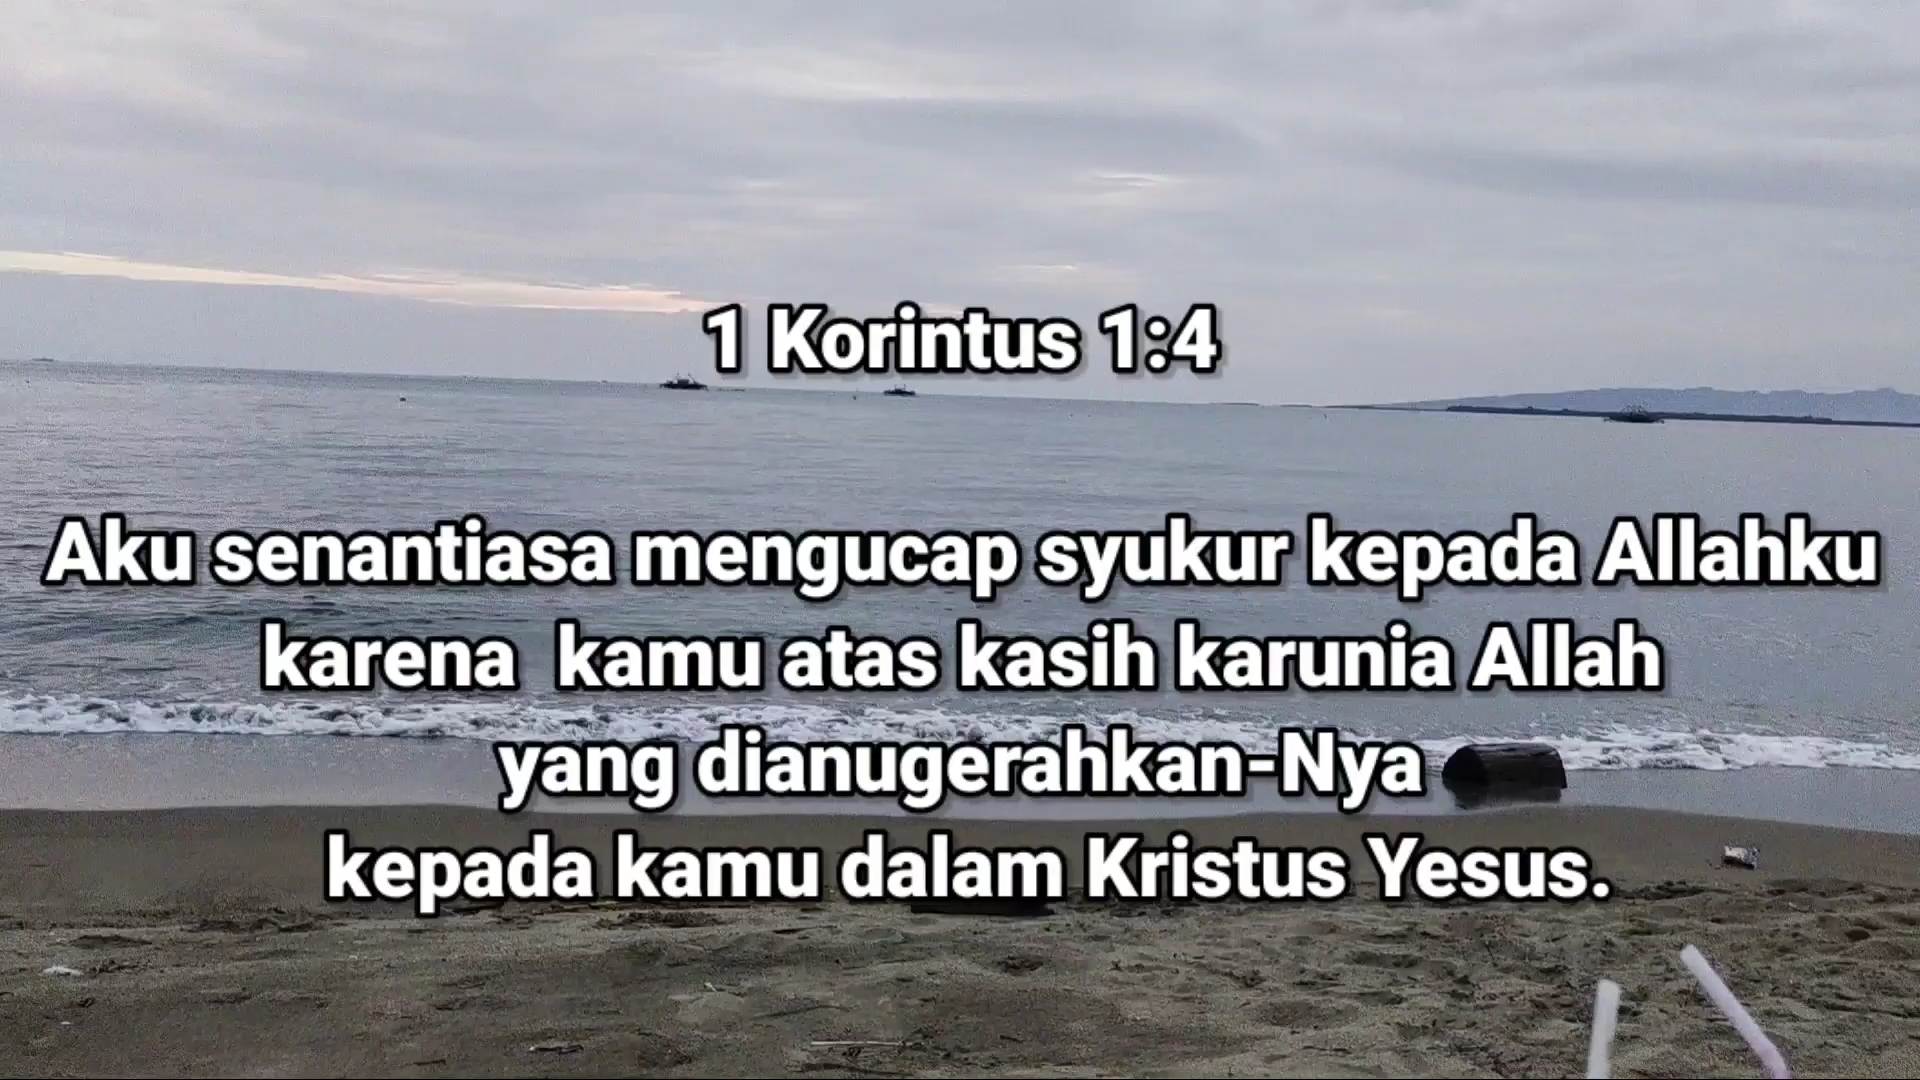 1 Korintus 1:4
Aku senantiasa mengucap syukur kepada Allahku
karena  kamu atas kasih karunia Allah
yang dianugerahkan-Nya
kepada kamu dalam Kristus Yesus.